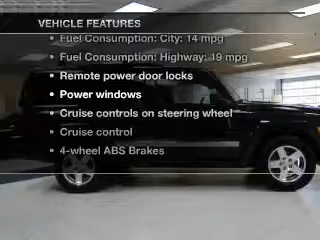 VEHICLE FEATURES
• Fuel Consumption: City: 14 mpg
• Fuel Consumption: Highway: 19 mpg
• Remote power door locks
• Power windows
• Cruise controls on steering wheel
• Cruise control
• 4-wheel ABS Brakes